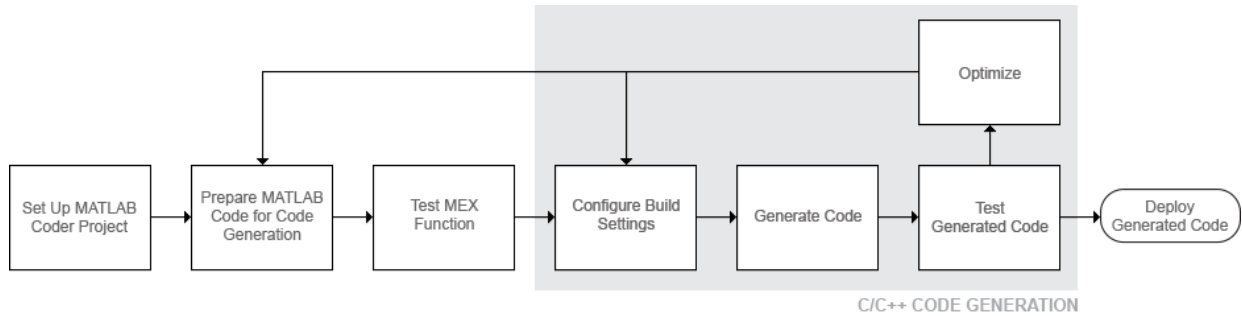 Optimize
Set Up MATLAB
Coder Project
Prepare MATLAB
Code for Code
Generation
Test MEX
Function
Configure Build
Settings
Generate Code
Test
Generated Code
Deploy
Generated Code
C/C++ CODE GENERATION